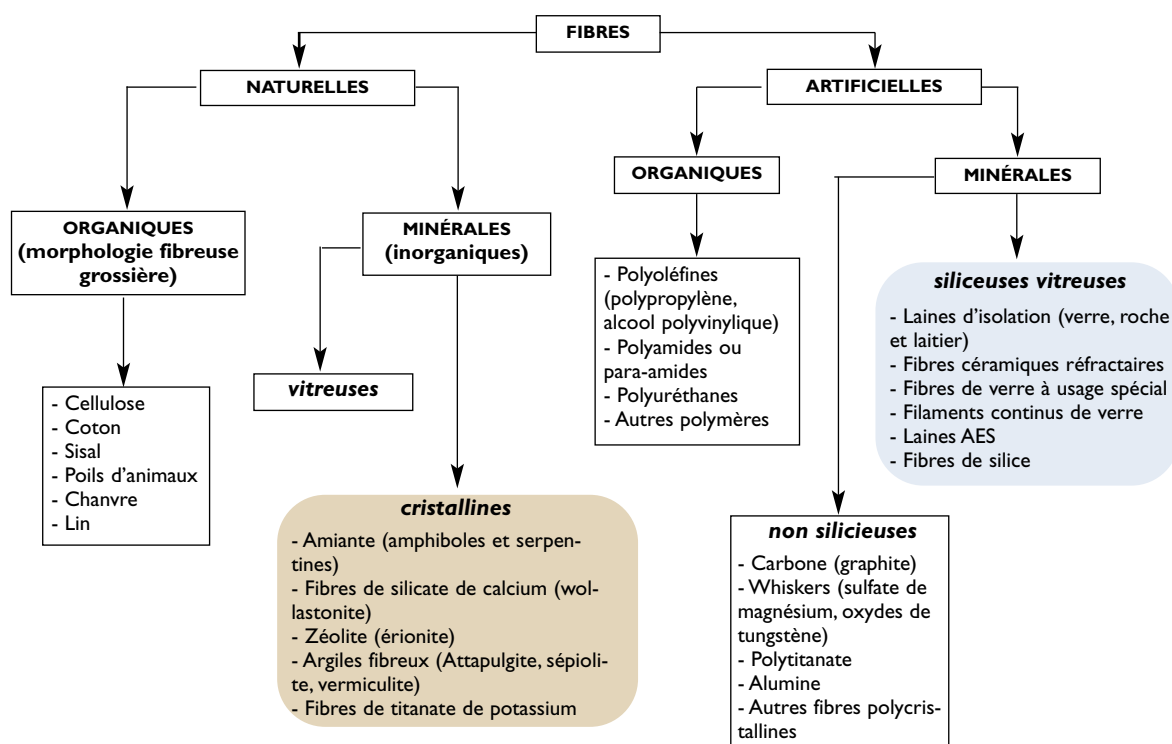 FIBRES
NATURELLES
ARTIFICIELLES
ORGANIQUES
(morphologie fibreuse
grossière)
- Cellulose
- Coton
- Sisal
- Poils d'animaux
- Chanvre
- Lin
MINÉRALES
(inorganiques)
vitreuses
cristallines
- Amiante (amphiboles et serpen-
tines)
- Fibres de silicate de calcium (wol-
lastonite)
- Zéolite (érionite)
- Argiles fibreux (Attapulgite, sépioli-
te, vermiculite)
- Fibres de titanate de potassium
ORGANIQUES
- Polyoléfines
(polypropylène,
alcool polyvinylique)
- Polyamides ou
para-amides
- Polyuréthanes
- Autres polymères
MINÉRALES
siliceuses vitreuses
- Laines d'isolation (verre, roche
et laitier)
- Fibres céramiques réfractaires
- Fibres de verre à usage spécial
- Filaments continus de verre
- Laines AES
- Fibres de silice
non silicieuses
- Carbone (graphite)
- Whiskers (sulfate de
magnésium, oxydes de
tungstène)
- Polytitanate
- Alumine
- Autres fibres polycris-
tallines